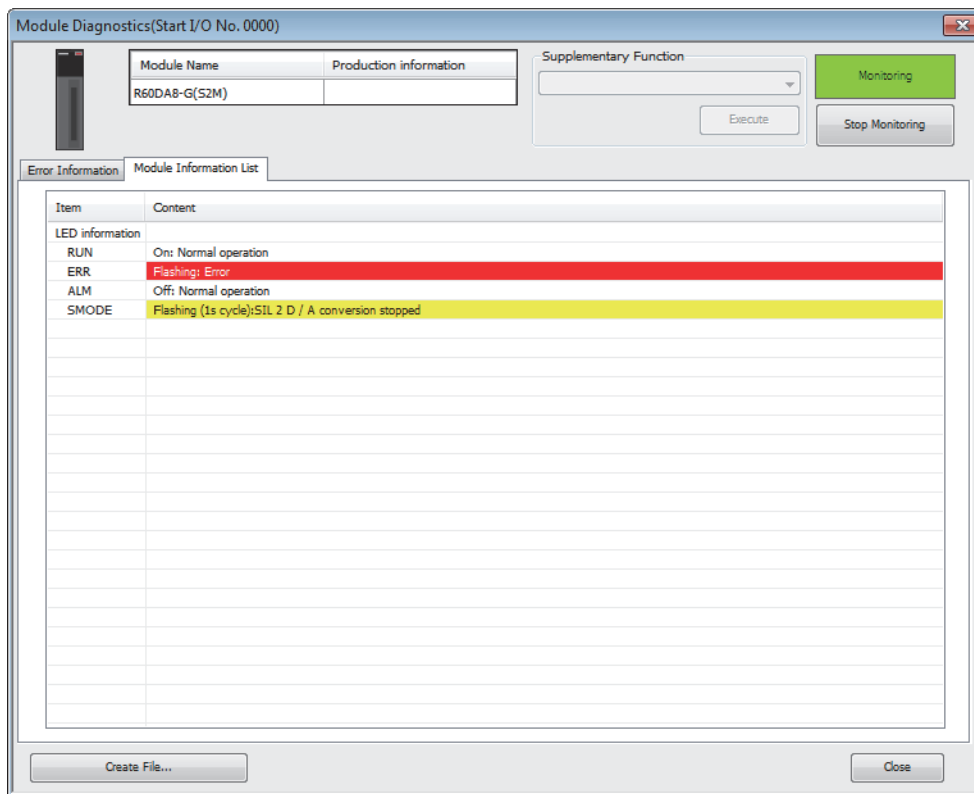 Module Diagnostics(Start I/O No. 0000)
Module Name Production information
R60DA8-G(S2M)
Supplementary Function
Execute
Monitoring
Stop Monitoring
Error Information Module Information List
Item Content
LED information
RUN On: Normal operation
ERR Flashing: Error
ALM Off: Normal operation
SMODE Flashing (1s cycle):SIL 2 D / A conversion stopped
Create File... Close